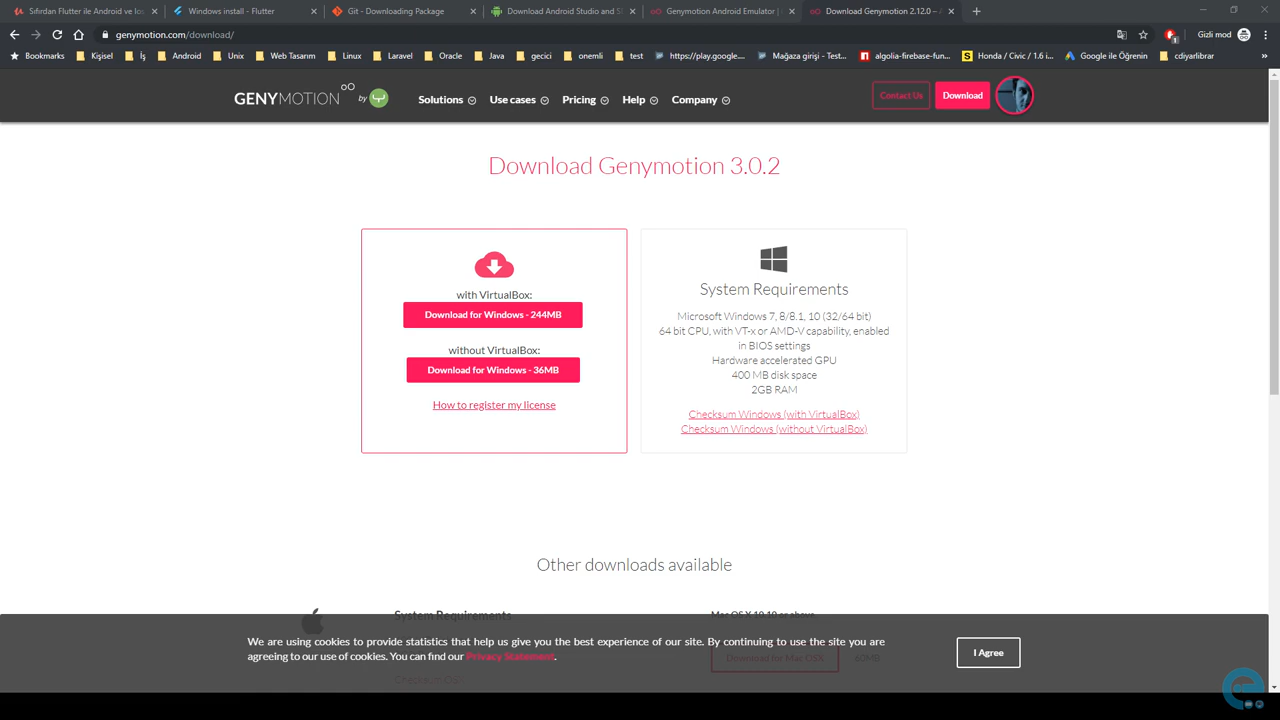 Sıfırdan Flutter ile Android ve Ios
Windows install - Flutter
Git - Downloading Package
Download Android Studio and S
Genymotion Android Emulator |
Download Genymotion 2.12.0 –
genymotion.com/download/
Gizli mod
Bookmarks
Kişisel
İş
Android
Unix
Web Tasarım
Linux
Laravel
Oracle
Java
gecici
onemli
test
https://play.google....
Mağaza girişi - Test...
algolia-firebase-fun...
Honda / Civic / 1.6 i...
Google ile Öğrenin
cdiyarlibrar
»
GENYMOTION by
Solutions
Use cases
Pricing
Help
Company
Contact Us
Download
Download Genymotion 3.0.2
with VirtualBox:
Download for Windows - 244MB
without VirtualBox:
Download for Windows - 36MB
How to register my license
System Requirements
Microsoft Windows 7, 8/8.1, 10 (32/64 bit)
64 bit CPU, with VT-x or AMD-V capability, enabled
in BIOS settings
Hardware accelerated GPU
400 MB disk space
2GB RAM
Checksum Windows (with VirtualBox)
Checksum Windows (without VirtualBox)
Other downloads available
System Requirements
Mac OS X 10.10 or above.
Download for Mac OSX
60MB
We are using cookies to provide statistics that help us give you the best experience of our site. By continuing to use the site you are
agreeing to our use of cookies. You can find our Privacy Statement.
I Agree